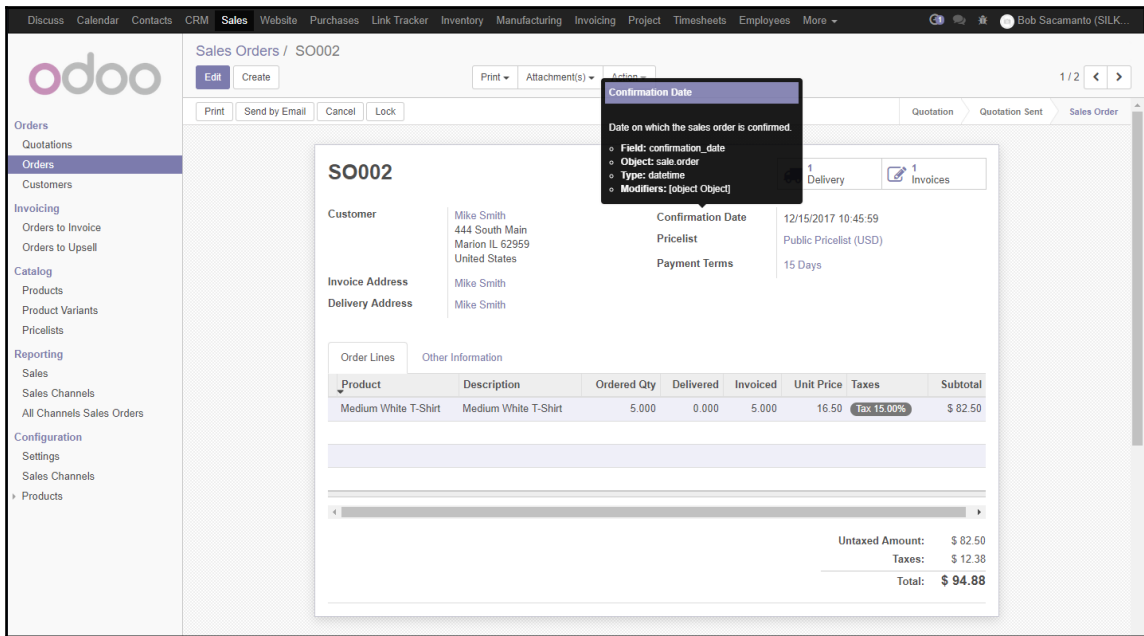 Discuss Calendar Contacts CRM Sales Website Purchases Link Tracker Inventory Manufacturing Invoicing Project Timesheets Employees More Bob Sacamanto (SILK...
odoo
Sales Orders / SO002
Edit Create Print Attachment(s) Action 1 / 2
Print Send by Email Cancel Lock Quotation Quotation Sent Sales Order
Orders
Quotations
Orders
Customers
Invoicing
Orders to Invoice
Orders to Upsell
Catalog
Products
Product Variants
Pricelists
Reporting
Sales
Sales Channels
All Channels Sales Orders
Configuration
Settings
Sales Channels
Products
Confirmation Date
Date on which the sales order is confirmed.
Field: confirmation_date
Object: sale.order
Type: datetime
Modifiers: [object Object]
SO002
1 Delivery
1 Invoices
Customer Mike Smith
444 South Main
Marion IL 62959
United States
Invoice Address Mike Smith
Delivery Address Mike Smith
Confirmation Date 12/15/2017 10:45:59
Pricelist Public Pricelist (USD)
Payment Terms 15 Days
Order Lines Other Information
Product Description Ordered Qty Delivered Invoiced Unit Price Taxes Subtotal
Medium White T-Shirt Medium White T-Shirt 5.000 0.000 5.000 16.50 Tax 15.00% $ 82.50
Untaxed Amount: $ 82.50
Taxes: $ 12.38
Total: $ 94.88